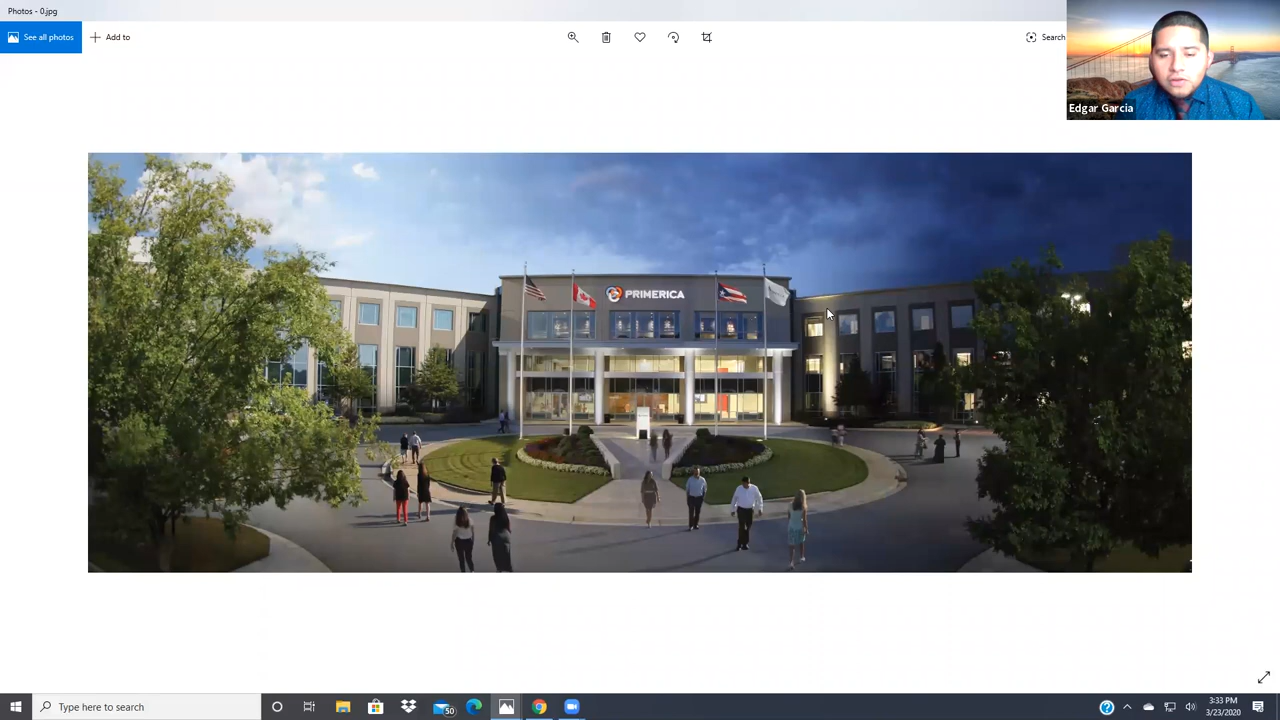 Photos - 0.jpg
See all photos
Add to
Search
Edgar Garcia
PRIMERICA
Type here to search
50
3:33 PM
3/23/2020